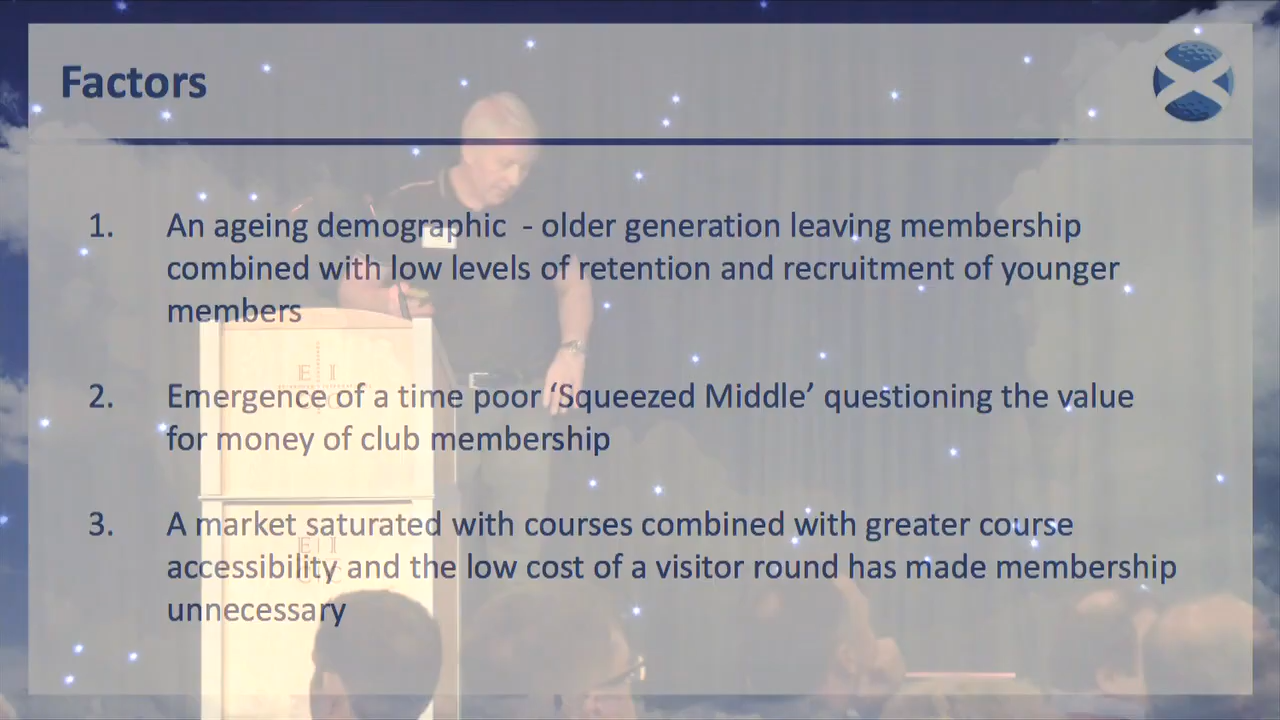 Factors
1. An ageing demographic - older generation leaving membership
combined with low levels of retention and recruitment of younger
members
E I
2. Emergence of a time poor ‘Squeezed Middle’ questioning the value
for money of club membership
3. A market saturated with courses combined with greater course
E I
accessibility and the low cost of a visitor round has made membership
unnecessary